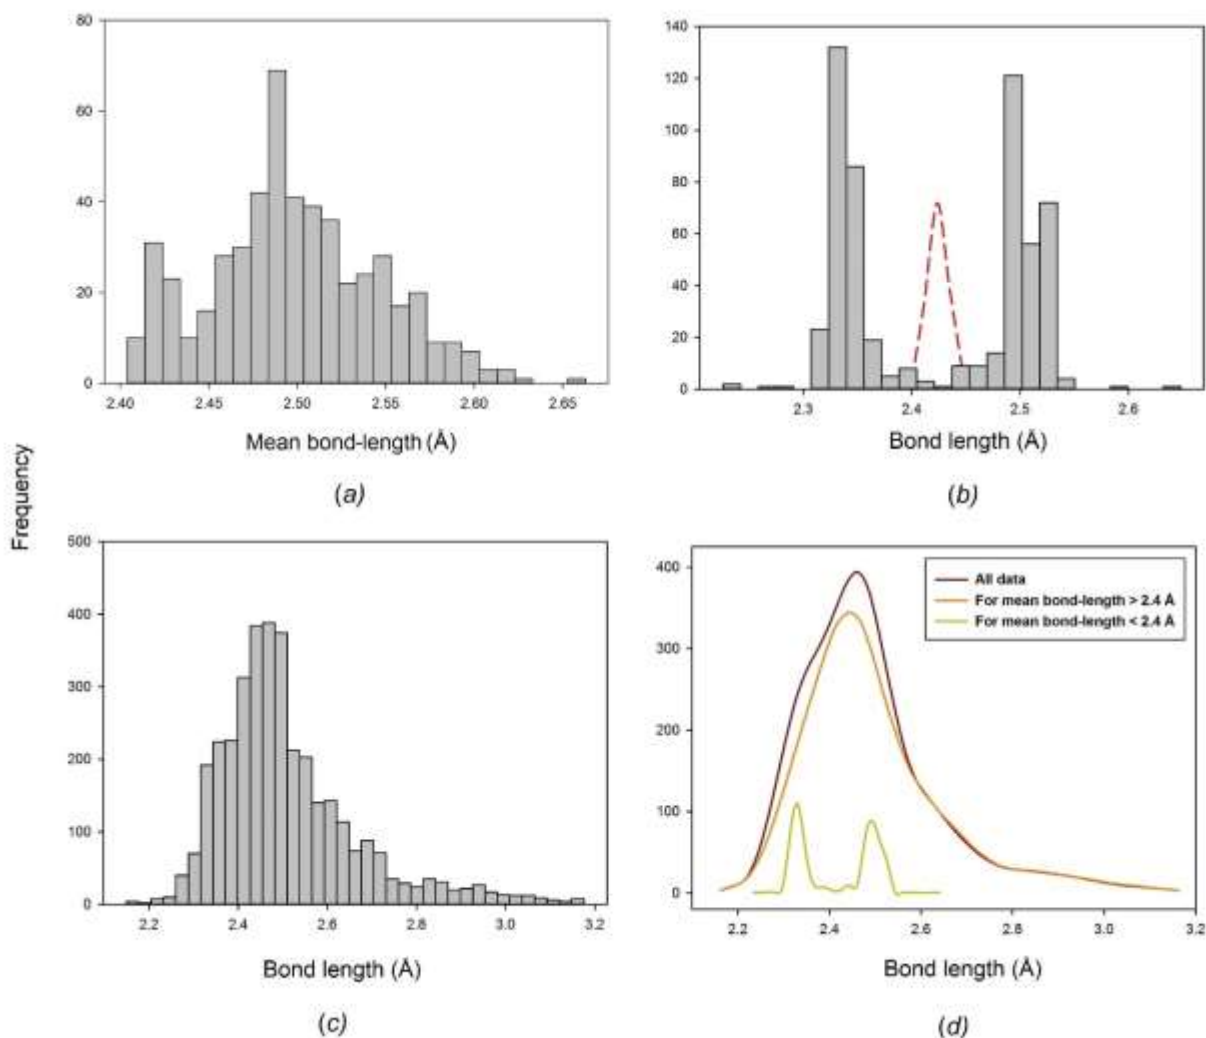 80
60
40
20
0
2.40 2.45 2.50 2.55 2.60 2.65
Mean bond-length (Å)
(a)
140
120
100
80
60
40
20
0
2.3 2.4 2.5 2.6
Bond length (Å)
(b)
Frequency
500
400
300
200
100
0
2.2 2.4 2.6 2.8 3.0 3.2
Bond length (Å)
(c)
400
300
200
100
0
All data
For mean bond-length > 2.4 Å
For mean bond-length < 2.4 Å
2.2 2.4 2.6 2.8 3.0 3.2
Bond length (Å)
(d)